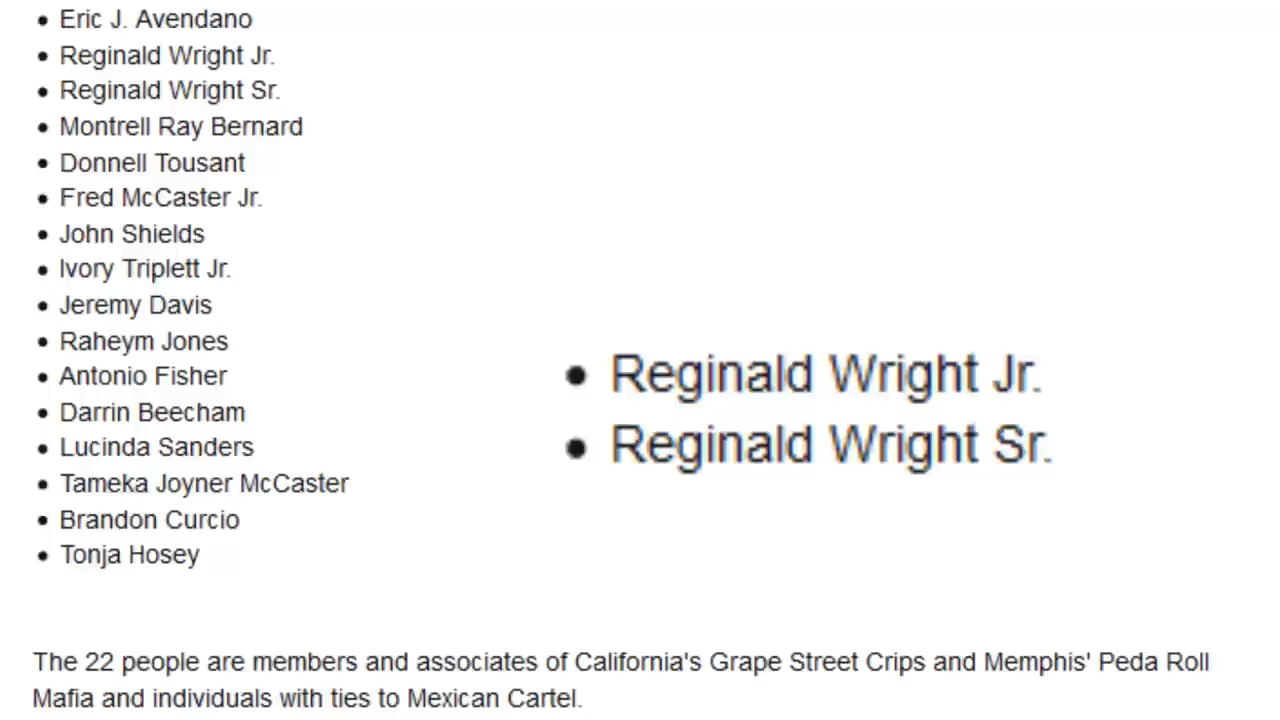 • Eric J. Avendano
• Reginald Wright Jr.
• Reginald Wright Sr.
• Montrell Ray Bernard
• Donnell Tousant
• Fred McCaster Jr.
• John Shields
• Ivory Triplett Jr.
• Jeremy Davis
• Raheym Jones
• Antonio Fisher
• Darrin Beecham
• Lucinda Sanders
• Tameka Joyner McCaster
• Brandon Curcio
• Tonja Hosey
• Reginald Wright Jr.
• Reginald Wright Sr.
The 22 people are members and associates of California's Grape Street Crips and Memphis' Peda Roll
Mafia and individuals with ties to Mexican Cartel.